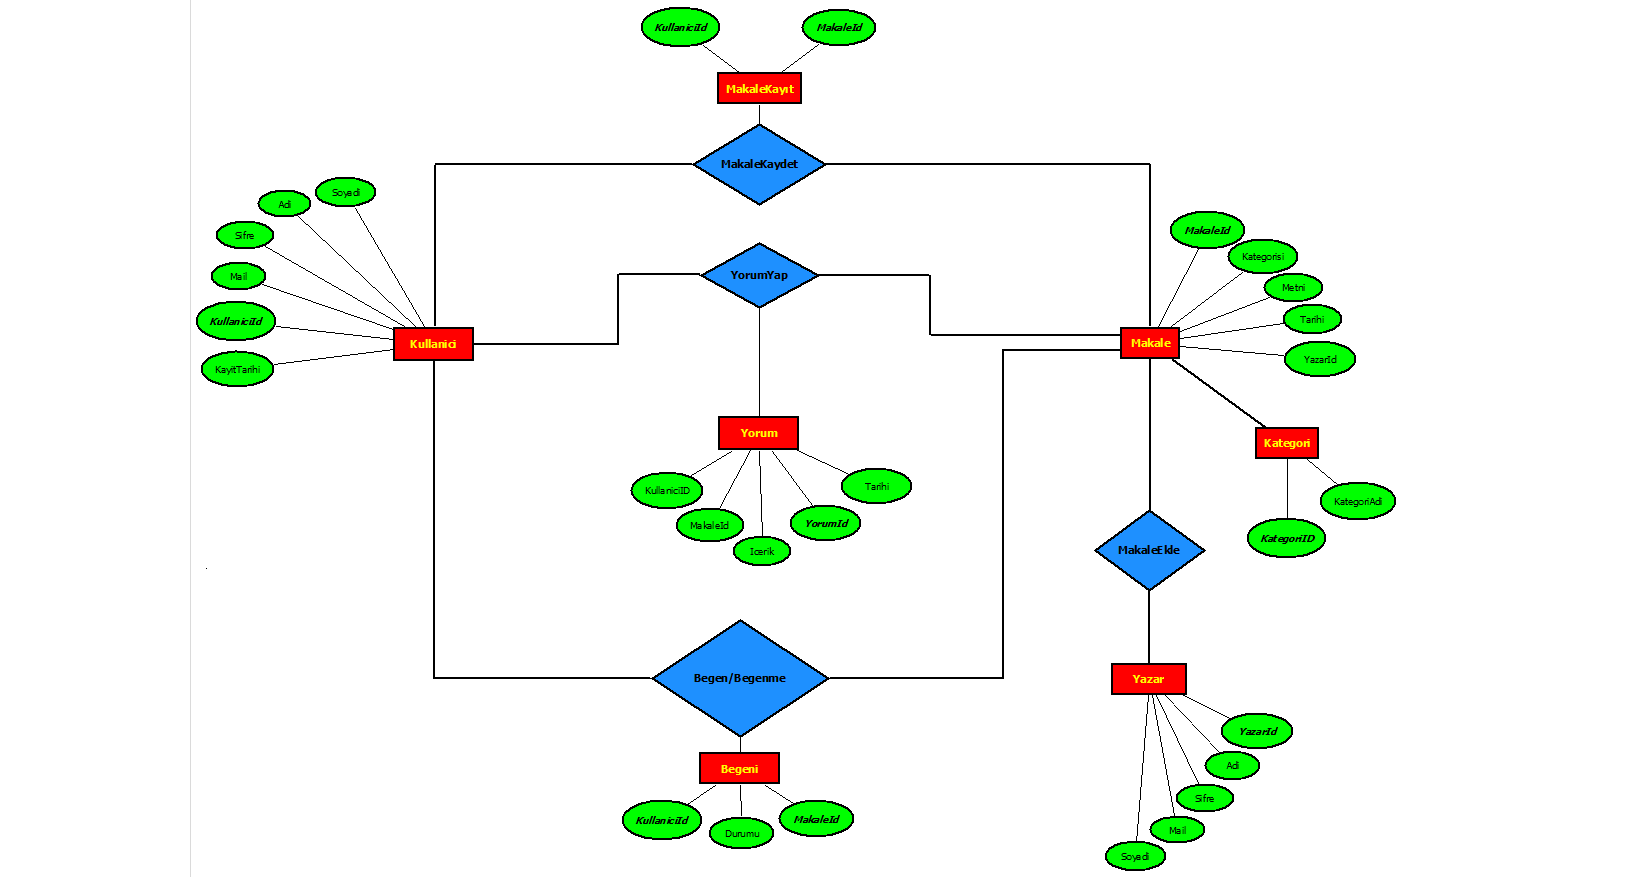 KullaniciId
MakaleId
MakaleKayıt
MakaleKaydet
Soyadi
Adi
Sifre
Mail
KullaniciId
KayitTarihi
Kullanici
YorumYap
MakaleId
Kategorisi
Metni
Tarihi
YazarId
Makale
Yorum
KullaniciID
MakaleId
Icerik
YorumId
Tarihi
Kategori
KategoriAdi
KategoriID
MakaleEkle
Begen/Begenme
Yazar
YazarId
Adi
Sifre
Mail
Soyadi
Begeni
KullaniciId
Durumu
MakaleId